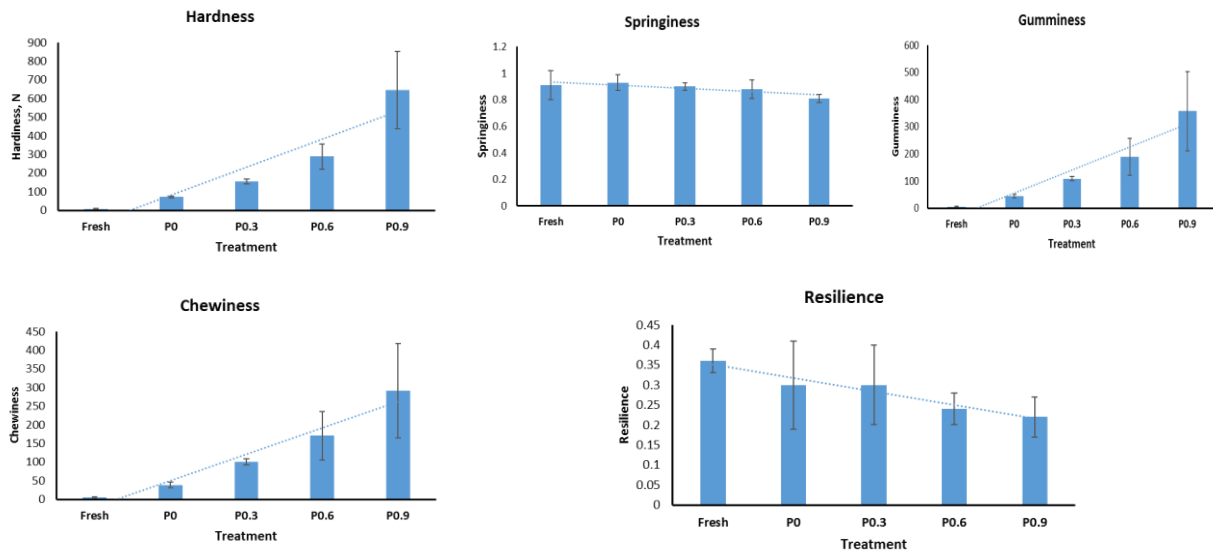 Hardness
Hardiness, N
900
800
700
600
500
400
300
200
100
0
Fresh P0 P0.3 P0.6 P0.9
Treatment
Springiness
Springiness
1.2
1
0.8
0.6
0.4
0.2
0
Fresh P0 P0.3 P0.6 P0.9
Treatment
Gumminess
Gumminess
600
500
400
300
200
100
0
Fresh P0 P0.3 P0.6 P0.9
Treatment
Chewiness
Chewiness
450
400
350
300
250
200
150
100
50
0
Fresh P0 P0.3 P0.6 P0.9
Treatment
Resilience
Resilience
0.45
0.4
0.35
0.3
0.25
0.2
0.15
0.1
0.05
0
Fresh P0 P0.3 P0.6 P0.9
Treatment